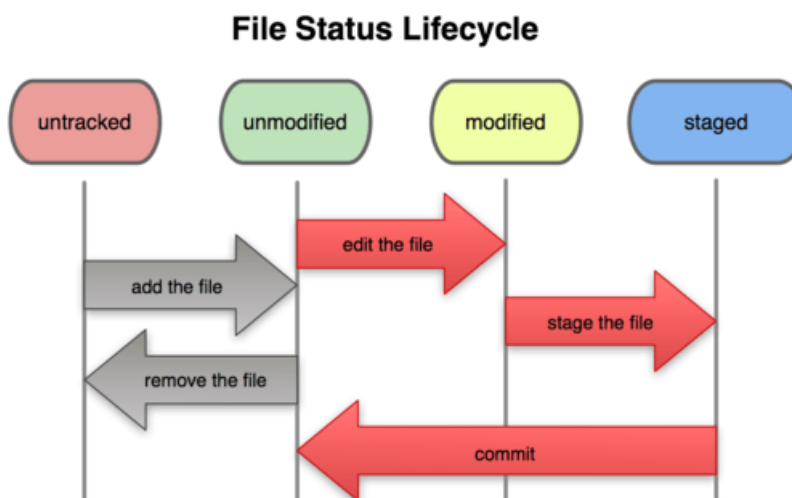 File Status Lifecycle
untracked
unmodified
modified
staged
edit the file
add the file
stage the file
remove the file
commit